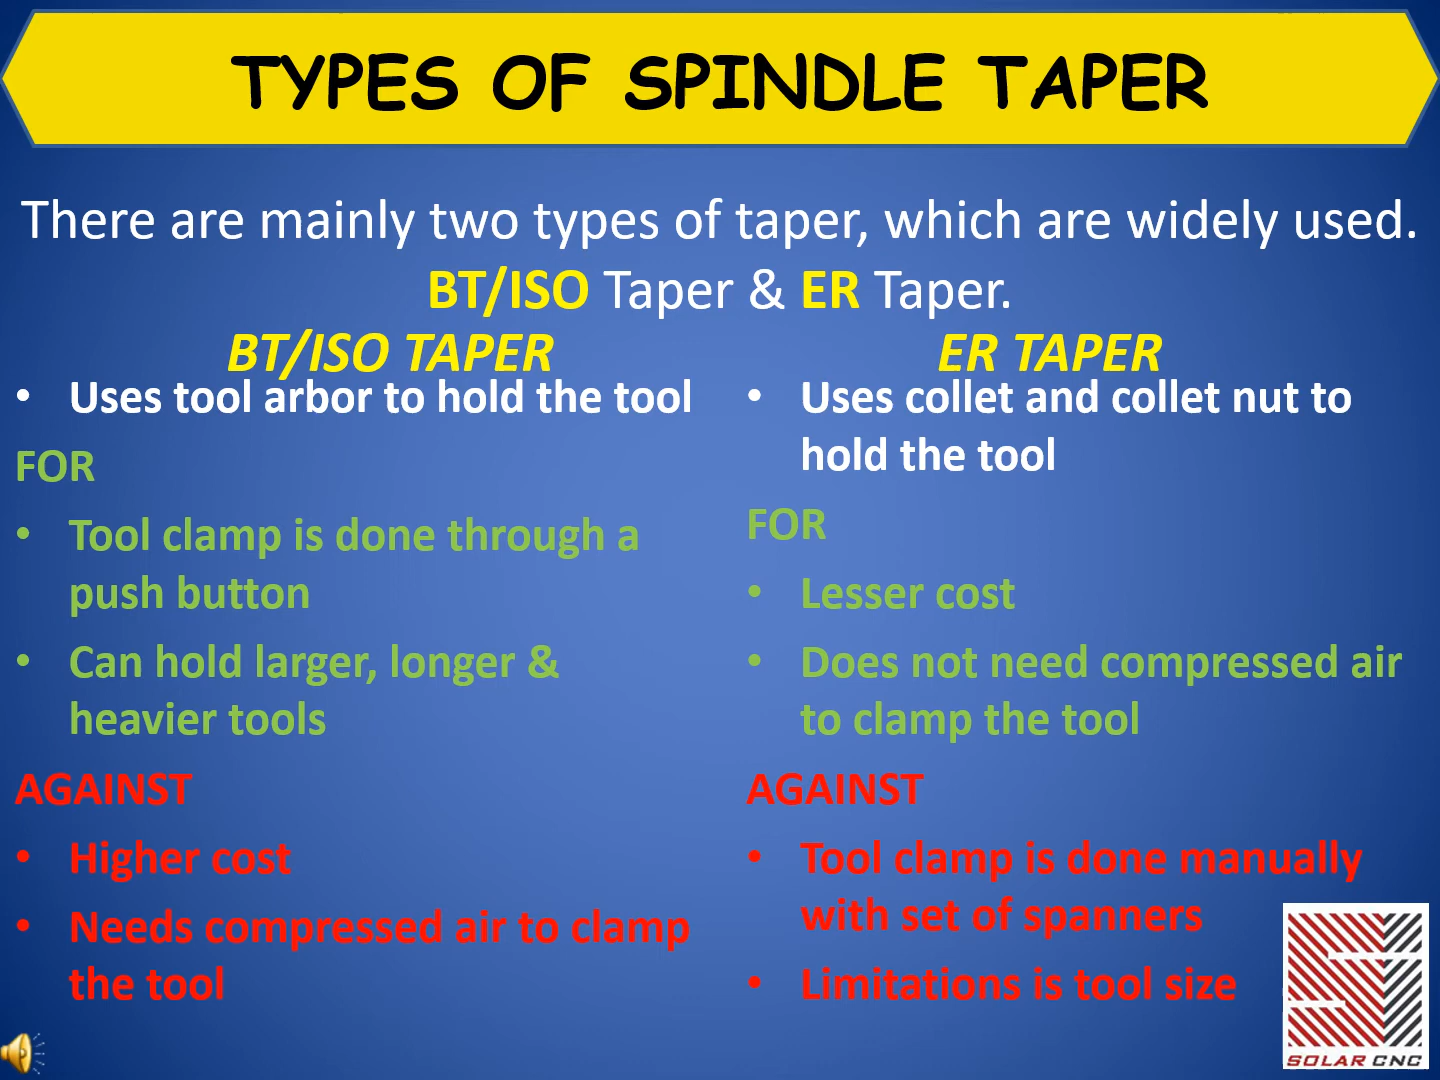 TYPES OF SPINDLE TAPER
There are mainly two types of taper, which are widely used.
BT/ISO Taper & ER Taper.
BT/ISO TAPER
• Uses tool arbor to hold the tool
FOR
• Tool clamp is done through a
push button
• Can hold larger, longer &
heavier tools
AGAINST
• Higher cost
• Needs compressed air to clamp
the tool
ER TAPER
• Uses collet and collet nut to
hold the tool
FOR
• Lesser cost
• Does not need compressed air
to clamp the tool
AGAINST
• Tool clamp is done manually
with set of spanners
• Limitations is tool size
SOLAR CNC